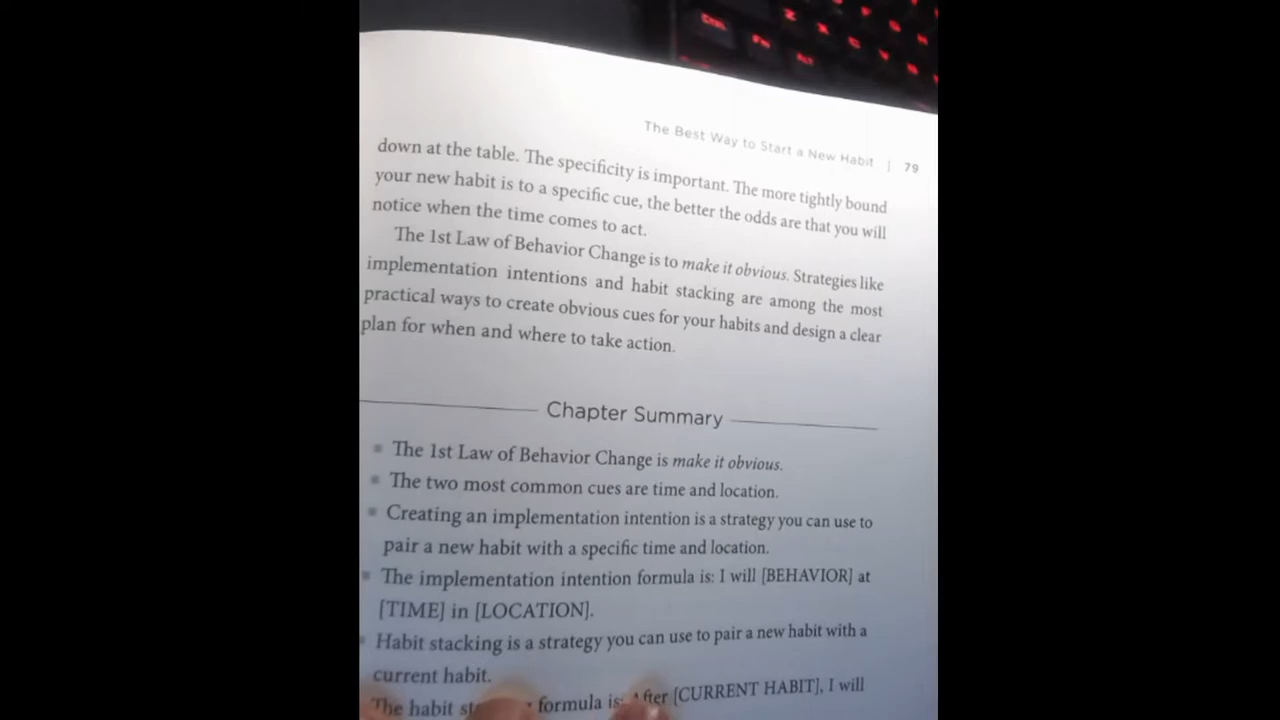 Ctrl Fn ALT Z X C V B
The Best Way to Start a New Habit | 79
down at the table. The specificity is important. The more tightly bound
your new habit is to a specific cue, the better the odds are that you will
notice when the time comes to act.
The 1st Law of Behavior Change is to make it obvious. Strategies like
implementation intentions and habit stacking are among the most
practical ways to create obvious cues for your habits and design a clear
plan for when and where to take action.
Chapter Summary
The 1st Law of Behavior Change is make it obvious.
The two most common cues are time and location.
Creating an implementation intention is a strategy you can use to
pair a new habit with a specific time and location.
The implementation intention formula is: I will [BEHAVIOR] at
[TIME] in [LOCATION].
Habit stacking is a strategy you can use to pair a new habit with a
current habit.
The habit formula is: After [CURRENT HABIT], I will